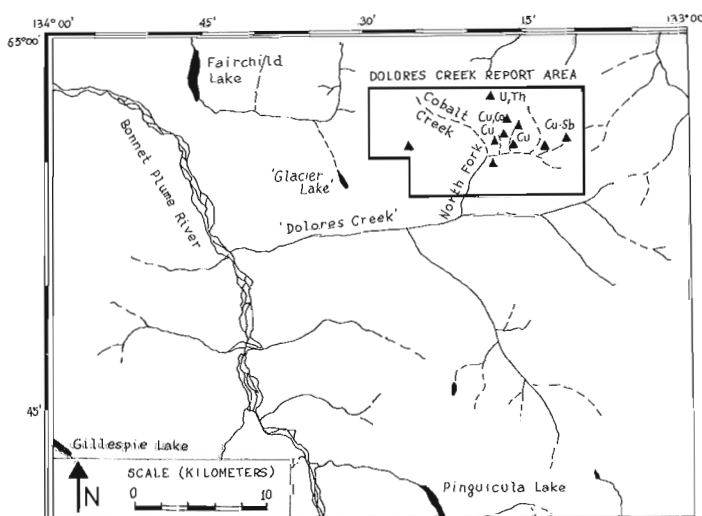 134°00'
45'
30'
15'
133°00'
65°00'
Fairchild
Lake
DOLORES CREEK REPORT AREA
U,Th
Cobalt
Creek
Cu,Co
Cu
Cu
Cu-Sb
Bonnet Plume River
'Glacier
Lake'
North Fork
'Dolores Creek'
45'
Gillespie Lake
SCALE (KILOMETERS)
0 10
N
Pinguicula Lake